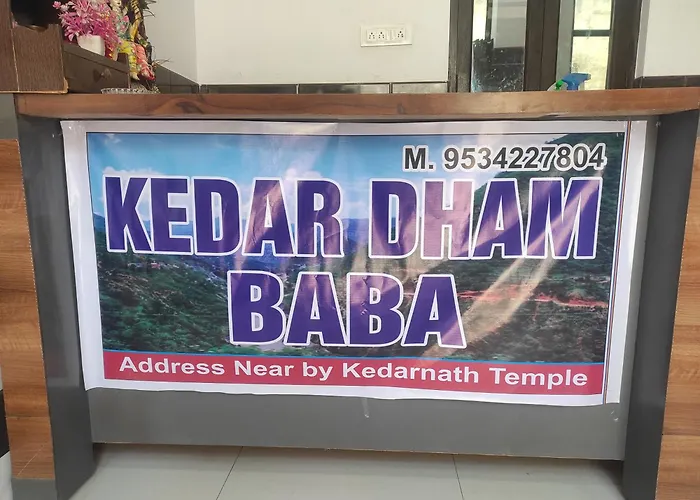 M. 9534227804
KEDAR DHAM
BABA
Address Near by Kedarnath Temple